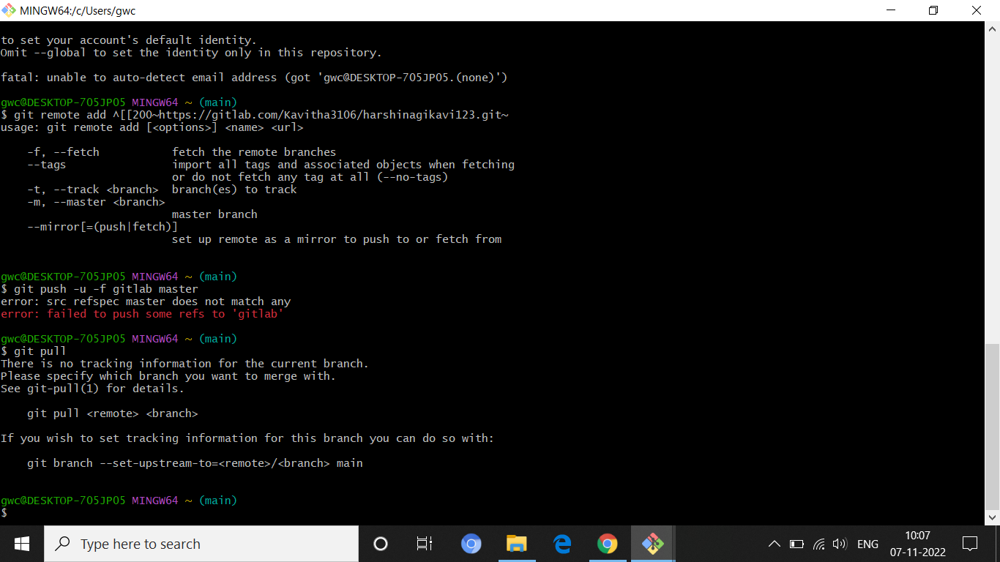 MINGW64:/c/Users/gwc
to set your account's default identity.
Omit --global to set the identity only in this repository.
fatal: unable to auto-detect email address (got 'gwc@DESKTOP-705JP05.(none)')
gwc@DESKTOP-705JP05 MINGW64 ~ (main)
$ git remote add ^[[200~https://gitlab.com/Kavitha3106/harshinagikavi123.git~
usage: git remote add [<options>] <name> <url>
-f, --fetch fetch the remote branches
--tags import all tags and associated objects when fetching
or do not fetch any tag at all (--no-tags)
-t, --track <branch> branch(es) to track
-m, --master <branch>
master branch
--mirror[=(push|fetch)]
set up remote as a mirror to push to or fetch from
gwc@DESKTOP-705JP05 MINGW64 ~ (main)
$ git push -u -f gitlab master
error: src refspec master does not match any
error: failed to push some refs to 'gitlab'
gwc@DESKTOP-705JP05 MINGW64 ~ (main)
$ git pull
There is no tracking information for the current branch.
Please specify which branch you want to merge with.
See git-pull(1) for details.
git pull <remote> <branch>
If you wish to set tracking information for this branch you can do so with:
git branch --set-upstream-to=<remote>/<branch> main
gwc@DESKTOP-705JP05 MINGW64 ~ (main)
$
Type here to search
ENG
10:07
07-11-2022